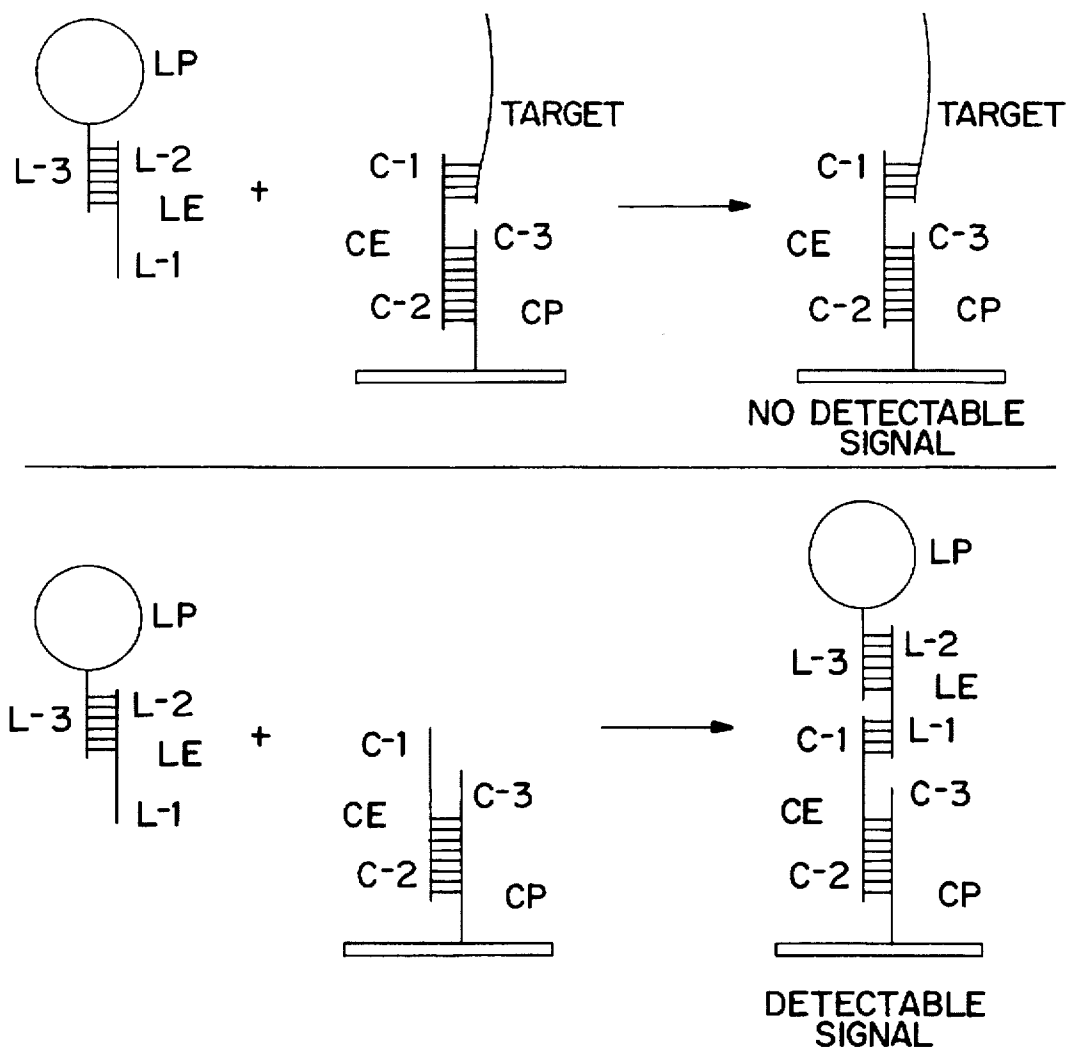 LP
TARGET
L-3 L-2
C-1 C-1
LE
+
CE C-3 CE C-3
L-1
C-2 CP C-2 CP
NO DETECTABLE
SIGNAL
LP
LP
L-3 L-2
LE
L-3 L-2
LE
+
C-1
C-1 L-1
C-3 C-3
L-1
CE CE
C-2 C-2
CP CP
DETECTABLE
SIGNAL
TARGET